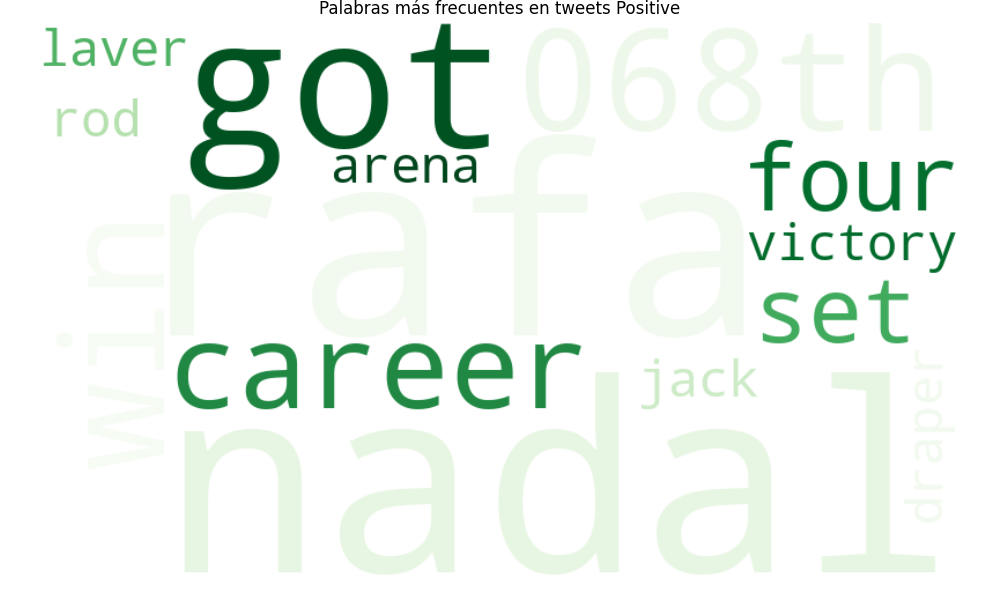 Palabras más frecuentes en tweets Positive
laver
got
068th
rod
arena
rafa
four
victory
win
set
career
jack
draper
nadal